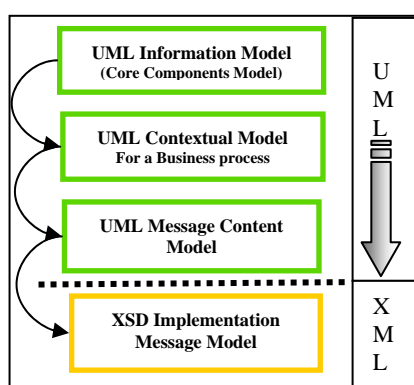 UML Information Model
(Core Components Model)
UML Contextual Model
For a Business process
UML Message Content
Model
XSD Implementation
Message Model
U
M
L
X
M
L